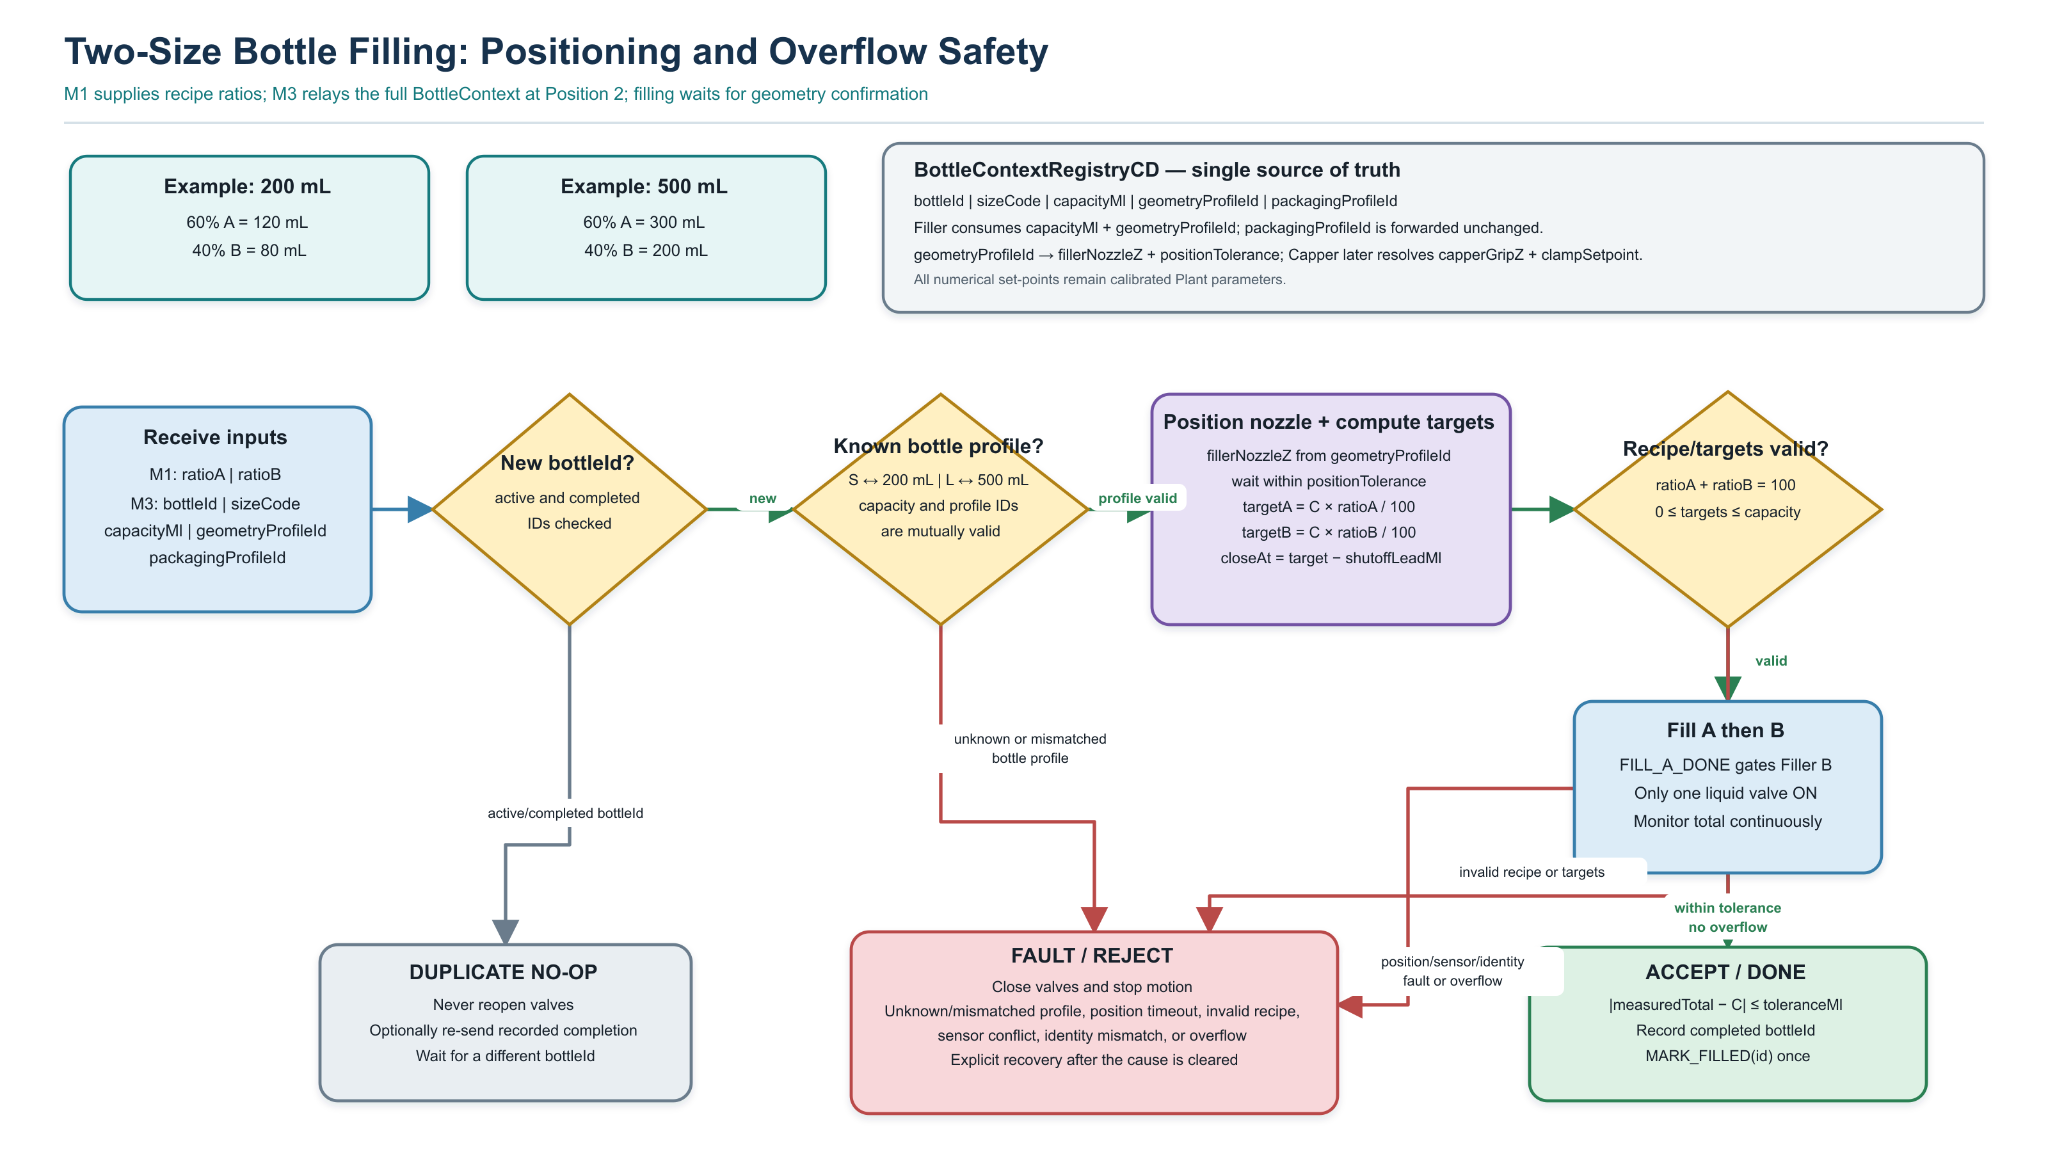 Two-Size Bottle Filling: Positioning and Overflow Safety
M1 supplies recipe ratios; M3 relays the full BottleContext at Position 2; filling waits for geometry confirmation
Example: 200 mL
60% A = 120 mL
40% B = 80 mL
Example: 500 mL
60% A = 300 mL
40% B = 200 mL
BottleContextRegistryCD — single source of truth
bottleId | sizeCode | capacityMl | geometryProfileId | packagingProfileId
Filler consumes capacityMl + geometryProfileId; packagingProfileId is forwarded unchanged.
geometryProfileId → fillerNozzleZ + positionTolerance; Capper later resolves capperGripZ + clampSetpoint.
All numerical set-points remain calibrated Plant parameters.
Receive inputs
M1: ratioA | ratioB
M3: bottleId | sizeCode
capacityMl | geometryProfileId
packagingProfileId
New bottleId?
active and completed
IDs checked
new
Known bottle profile?
S ↔ 200 mL | L ↔ 500 mL
capacity and profile IDs
are mutually valid
profile valid
Position nozzle + compute targets
fillerNozzleZ from geometryProfileId
wait within positionTolerance
targetA = C × ratioA / 100
targetB = C × ratioB / 100
closeAt = target − shutoffLeadMl
Recipe/targets valid?
ratioA + ratioB = 100
0 ≤ targets ≤ capacity
valid
Fill A then B
FILL_A_DONE gates Filler B
Only one liquid valve ON
Monitor total continuously
unknown or mismatched
bottle profile
active/completed bottleId
invalid recipe or targets
within tolerance
no overflow
position/sensor/identity
fault or overflow
DUPLICATE NO-OP
Never reopen valves
Optionally re-send recorded completion
Wait for a different bottleId
FAULT / REJECT
Close valves and stop motion
Unknown/mismatched profile, position timeout, invalid recipe,
sensor conflict, identity mismatch, or overflow
Explicit recovery after the cause is cleared
ACCEPT / DONE
|measuredTotal − C| ≤ toleranceMl
Record completed bottleId
MARK_FILLED(id) once